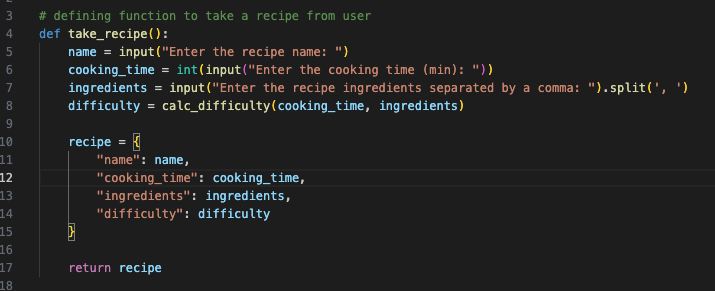 3 # defining function to take a recipe from user
4 def take_recipe():
5     name = input("Enter the recipe name: ")
6     cooking_time = int(input("Enter the cooking time (min): "))
7     ingredients = input("Enter the recipe ingredients separated by a comma: ").split(', ')
8     difficulty = calc_difficulty(cooking_time, ingredients)
9
10     recipe = {
11         "name": name,
12         "cooking_time": cooking_time,
13         "ingredients": ingredients,
14         "difficulty": difficulty
15     }
16
17     return recipe
18